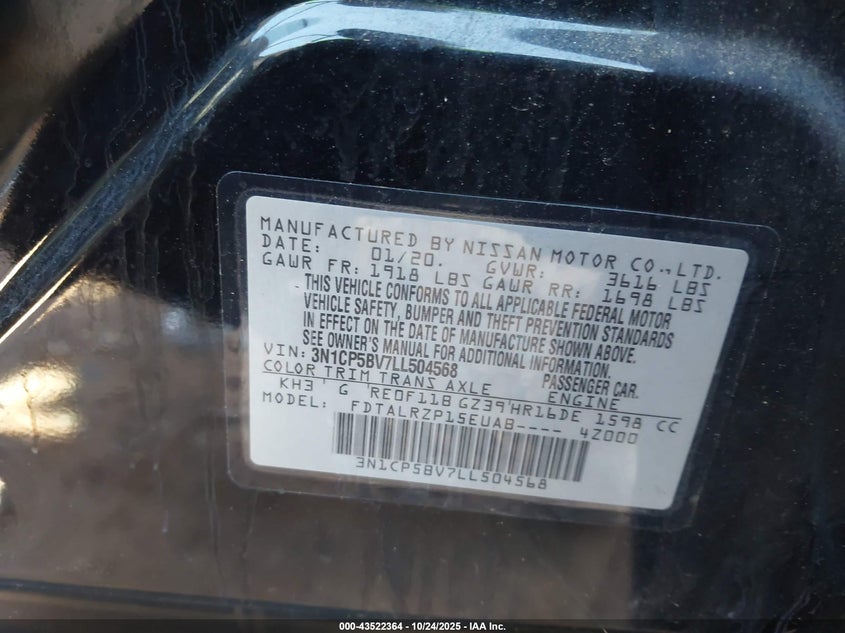 MANUFACTURED BY NISSAN MOTOR CO.,LTD.
DATE: 01/20. GVWR: 3616 LBS
GAWR FR: 1918 LBS GAWR RR: 1698 LBS
THIS VEHICLE CONFORMS TO ALL APPLICABLE FEDERAL MOTOR
VEHICLE SAFETY, BUMPER AND THEFT PREVENTION STANDARDS
IN EFFECT ON THE DATE OF MANUFACTURE SHOWN ABOVE.
SEE OWNER'S MANUAL FOR ADDITIONAL INFORMATION.
VIN: 3N1CP5BV7LL504568 PASSENGER CAR.
COLOR TRIM TRANS AXLE ENGINE
KH3 ' G 'RE0F11B GZ39'HR16DE 1598 CC
MODEL: FDTALRZP15EUAB---- 4Z000
3N1CP5BV7LL504568
000-43522364 - 10/24/2025 - IAA Inc.